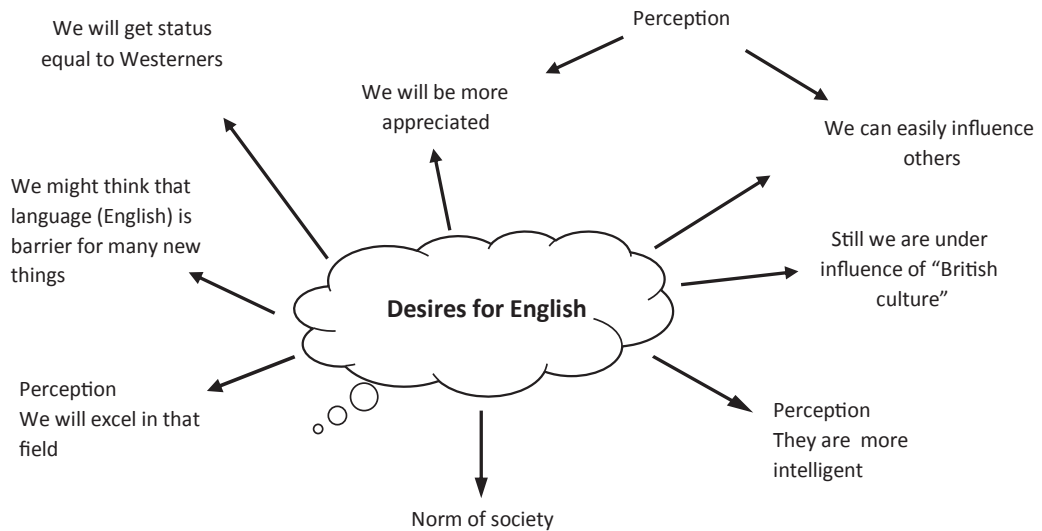 We will get status
equal to Westerners
Perception
We will be more
appreciated
We can easily influence
others
We might think that
language (English) is
barrier for many new
things
Still we are under
influence of “British
culture”
Desires for English
Perception
We will excel in that
field
Perception
They are more
intelligent
Norm of society